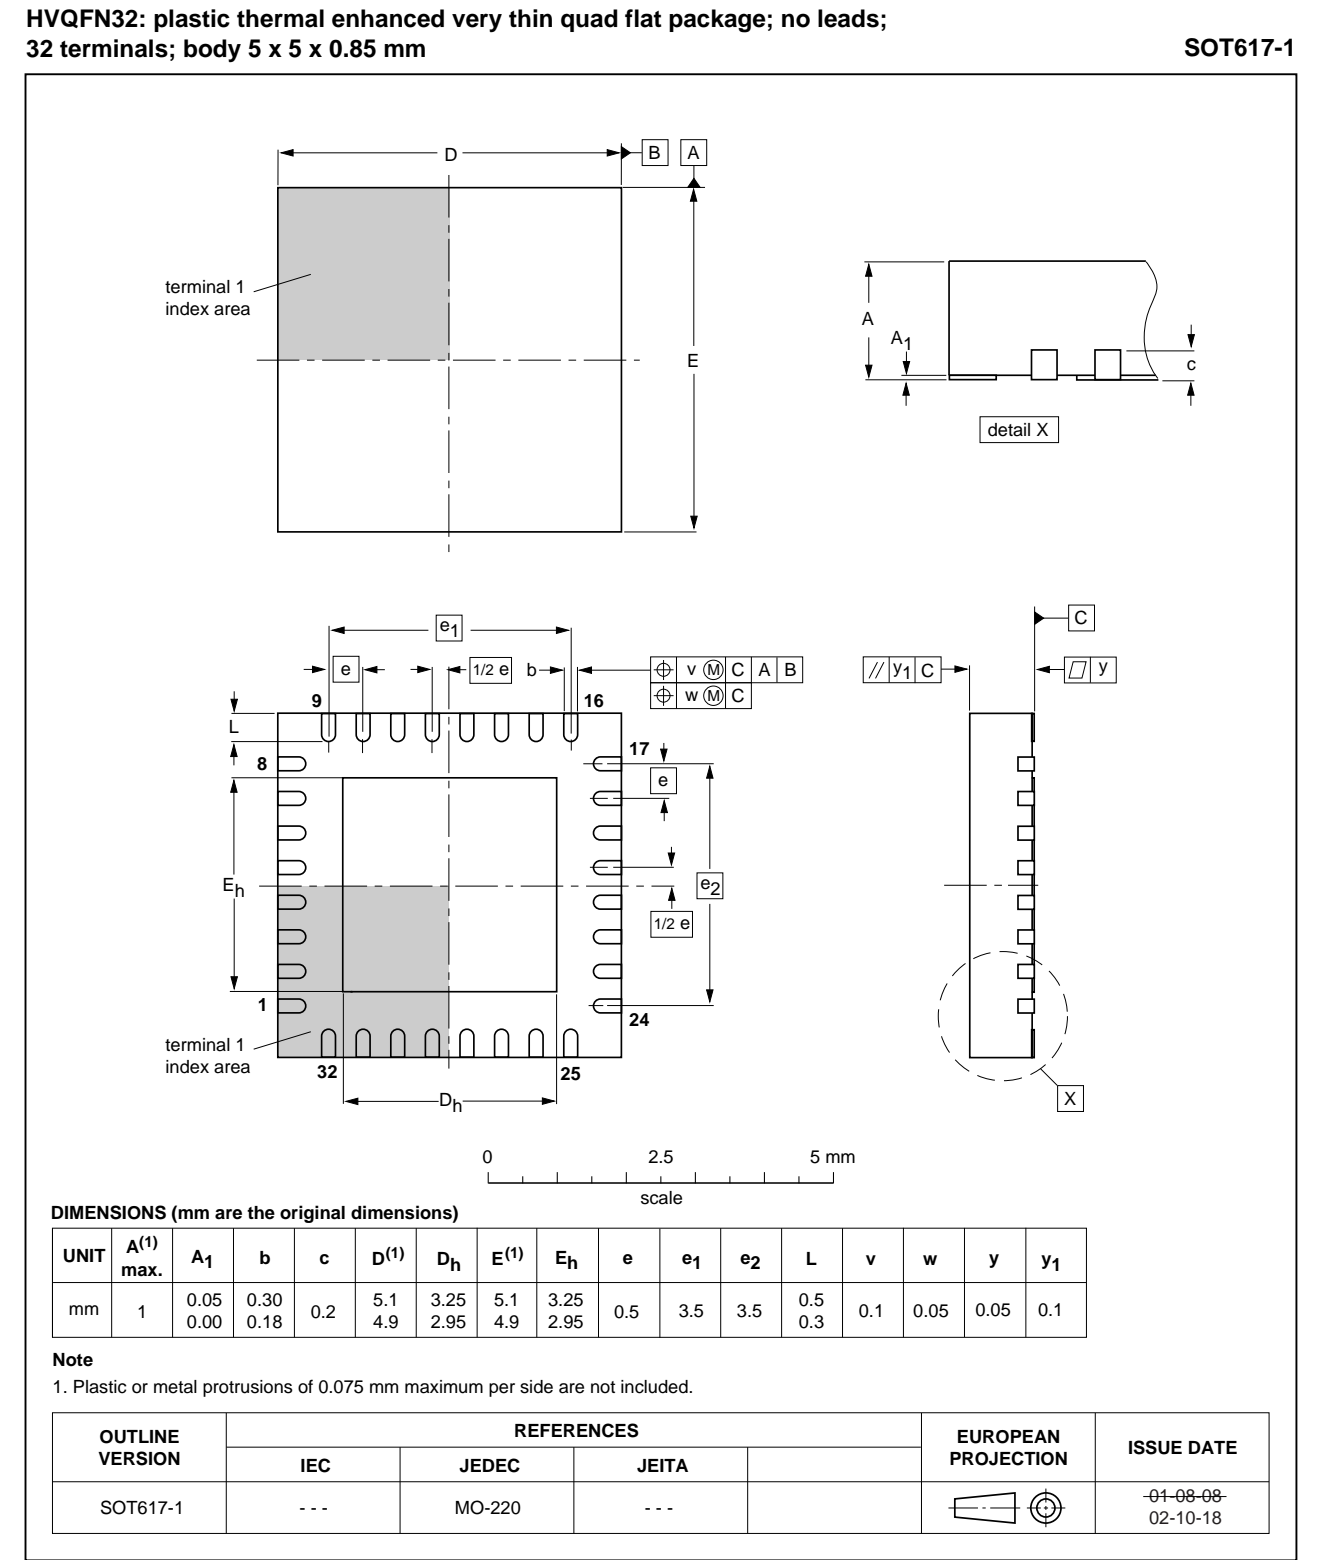 HVQFN32: plastic thermal enhanced very thin quad flat package; no leads;
32 terminals; body 5 x 5 x 0.85 mm
SOT617-1
D
B
A
terminal 1
index area
E
A
A1
c
detail X
e1
e
1/2 e
b
v M C A B
w M C
y1 C
C
y
9
16
L
8
17
e
Eh
e2
1/2 e
1
24
terminal 1
index area
32
25
Dh
X
0 2.5 5 mm
scale
DIMENSIONS (mm are the original dimensions)
UNIT A(1) max. A1 b c D(1) Dh E(1) Eh e e1 e2 L v w y y1
mm 1 0.05 0.00 0.30 0.18 0.2 5.1 4.9 3.25 2.95 5.1 4.9 3.25 2.95 0.5 3.5 3.5 0.5 0.3 0.1 0.05 0.05 0.1
Note
1. Plastic or metal protrusions of 0.075 mm maximum per side are not included.
OUTLINE VERSION
REFERENCES
EUROPEAN PROJECTION
ISSUE DATE
IEC JEDEC JEITA
SOT617-1 - - - MO-220 - - -
01-08-08
02-10-18